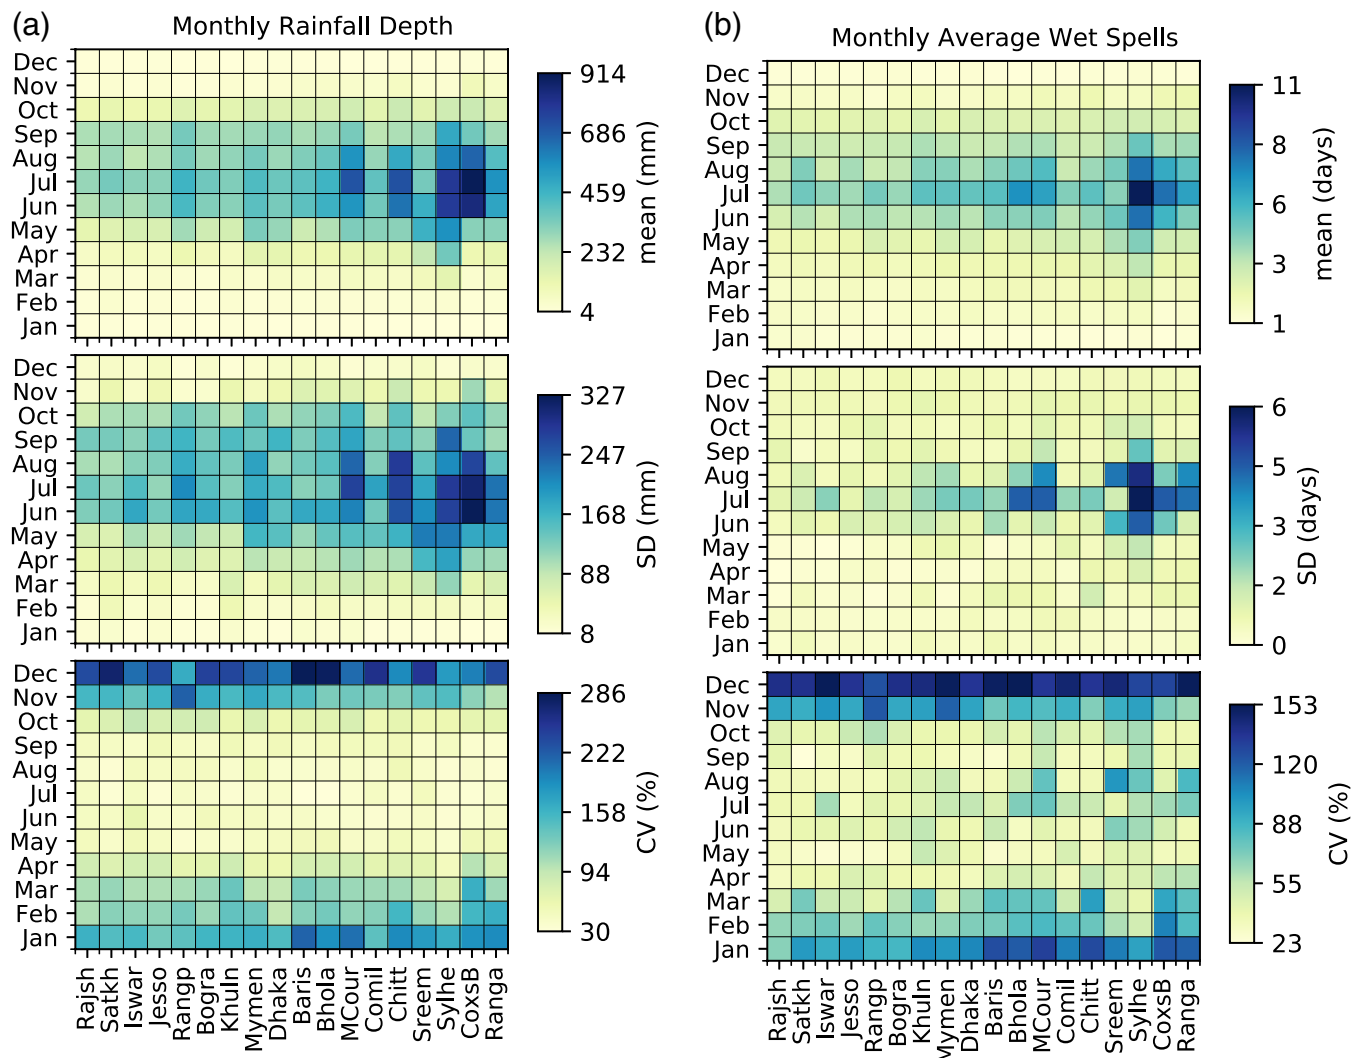 (a)
Monthly Rainfall Depth
Dec
Nov
Oct
Sep
Aug
Jul
Jun
May
Apr
Mar
Feb
Jan
914
686
459
232
4
mean (mm)
Dec
Nov
Oct
Sep
Aug
Jul
Jun
May
Apr
Mar
Feb
Jan
327
247
168
88
8
SD (mm)
Dec
Nov
Oct
Sep
Aug
Jul
Jun
May
Apr
Mar
Feb
Jan
286
222
158
94
30
CV (%)
Rajsh
Satkh
Iswar
Jesso
Rangp
Bogra
Khuln
Mymen
Dhaka
Baris
Bhola
MCour
Comil
Chitt
Sreem
Sylhe
CoxsB
Ranga
(b)
Monthly Average Wet Spells
Dec
Nov
Oct
Sep
Aug
Jul
Jun
May
Apr
Mar
Feb
Jan
11
8
6
3
1
mean (days)
Dec
Nov
Oct
Sep
Aug
Jul
Jun
May
Apr
Mar
Feb
Jan
6
5
3
2
0
SD (days)
Dec
Nov
Oct
Sep
Aug
Jul
Jun
May
Apr
Mar
Feb
Jan
153
120
88
55
23
CV (%)
Rajsh
Satkh
Iswar
Jesso
Rangp
Bogra
Khuln
Mymen
Dhaka
Baris
Bhola
MCour
Comil
Chitt
Sreem
Sylhe
CoxsB
Ranga